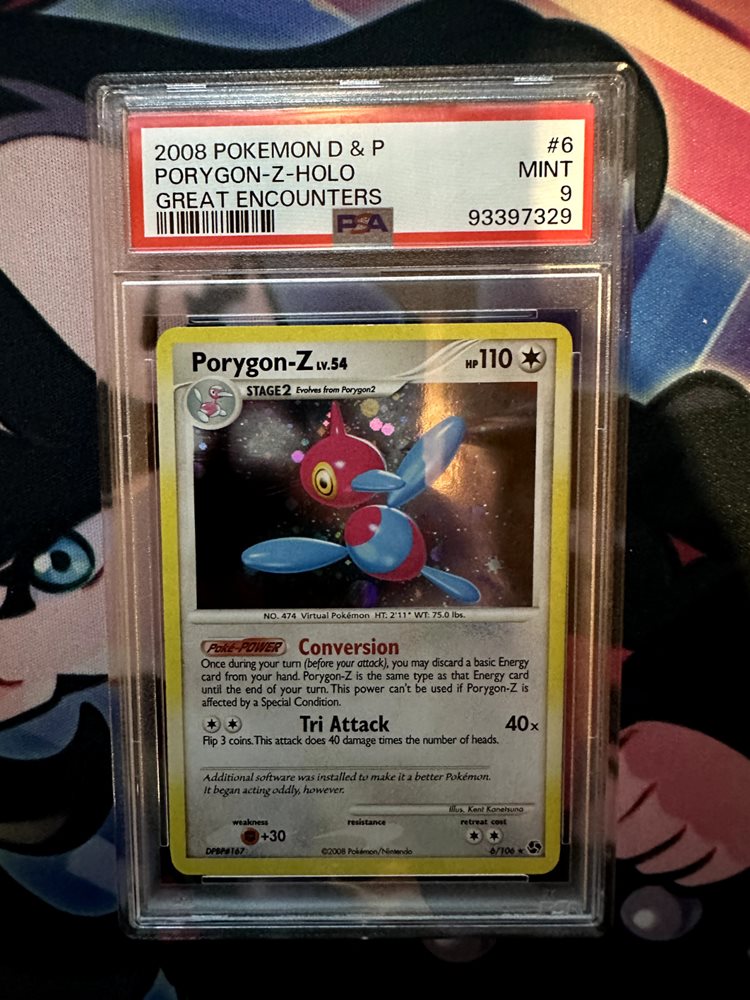 2008 POKEMON D & P #6
PORYGON-Z-HOLO MINT
GREAT ENCOUNTERS 9
PSA 93397329
Porygon-Z LV.54 HP 110
STAGE 2 Evolves from Porygon2
NO. 474 Virtual Pokémon HT: 2'11" WT: 75.0 lbs.
Poké-POWER Conversion
Once during your turn (before your attack), you may discard a basic Energy
card from your hand. Porygon-Z is the same type as that Energy card
until the end of your turn. This power can't be used if Porygon-Z is
affected by a Special Condition.
Tri Attack 40x
Flip 3 coins. This attack does 40 damage times the number of heads.
Additional software was installed to make it a better Pokémon.
It began acting oddly, however.
Illus. Kent Kanetsuna
weakness resistance retreat cost
+30
DPBP#167 ©2008 Pokémon/Nintendo 6/106 ★